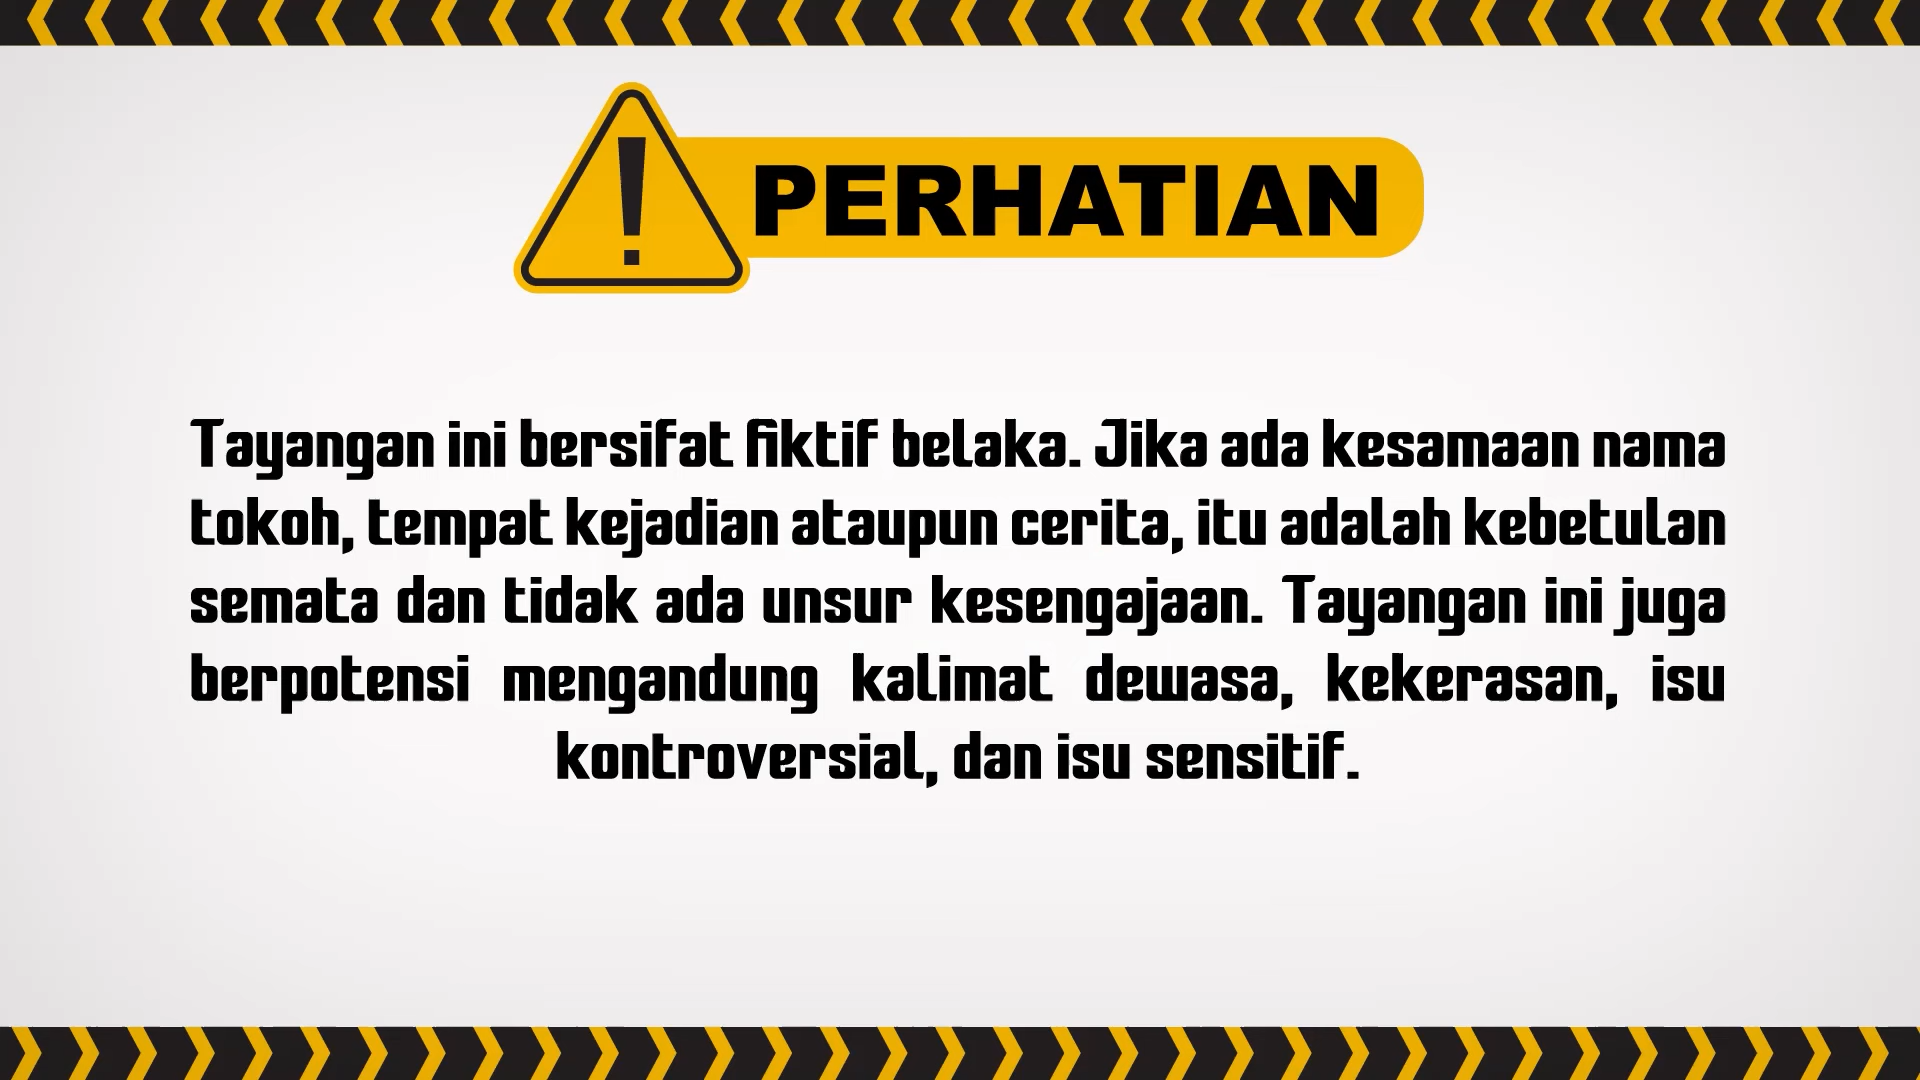 PERHATIAN
Tayangan ini bersifat fiktif belaka. Jika ada kesamaan nama
tokoh, tempat kejadian ataupun cerita, itu adalah kebetulan
semata dan tidak ada unsur kesengajaan. Tayangan ini juga
berpotensi mengandung kalimat dewasa, kekerasan, isu
kontroversial, dan isu sensitif.